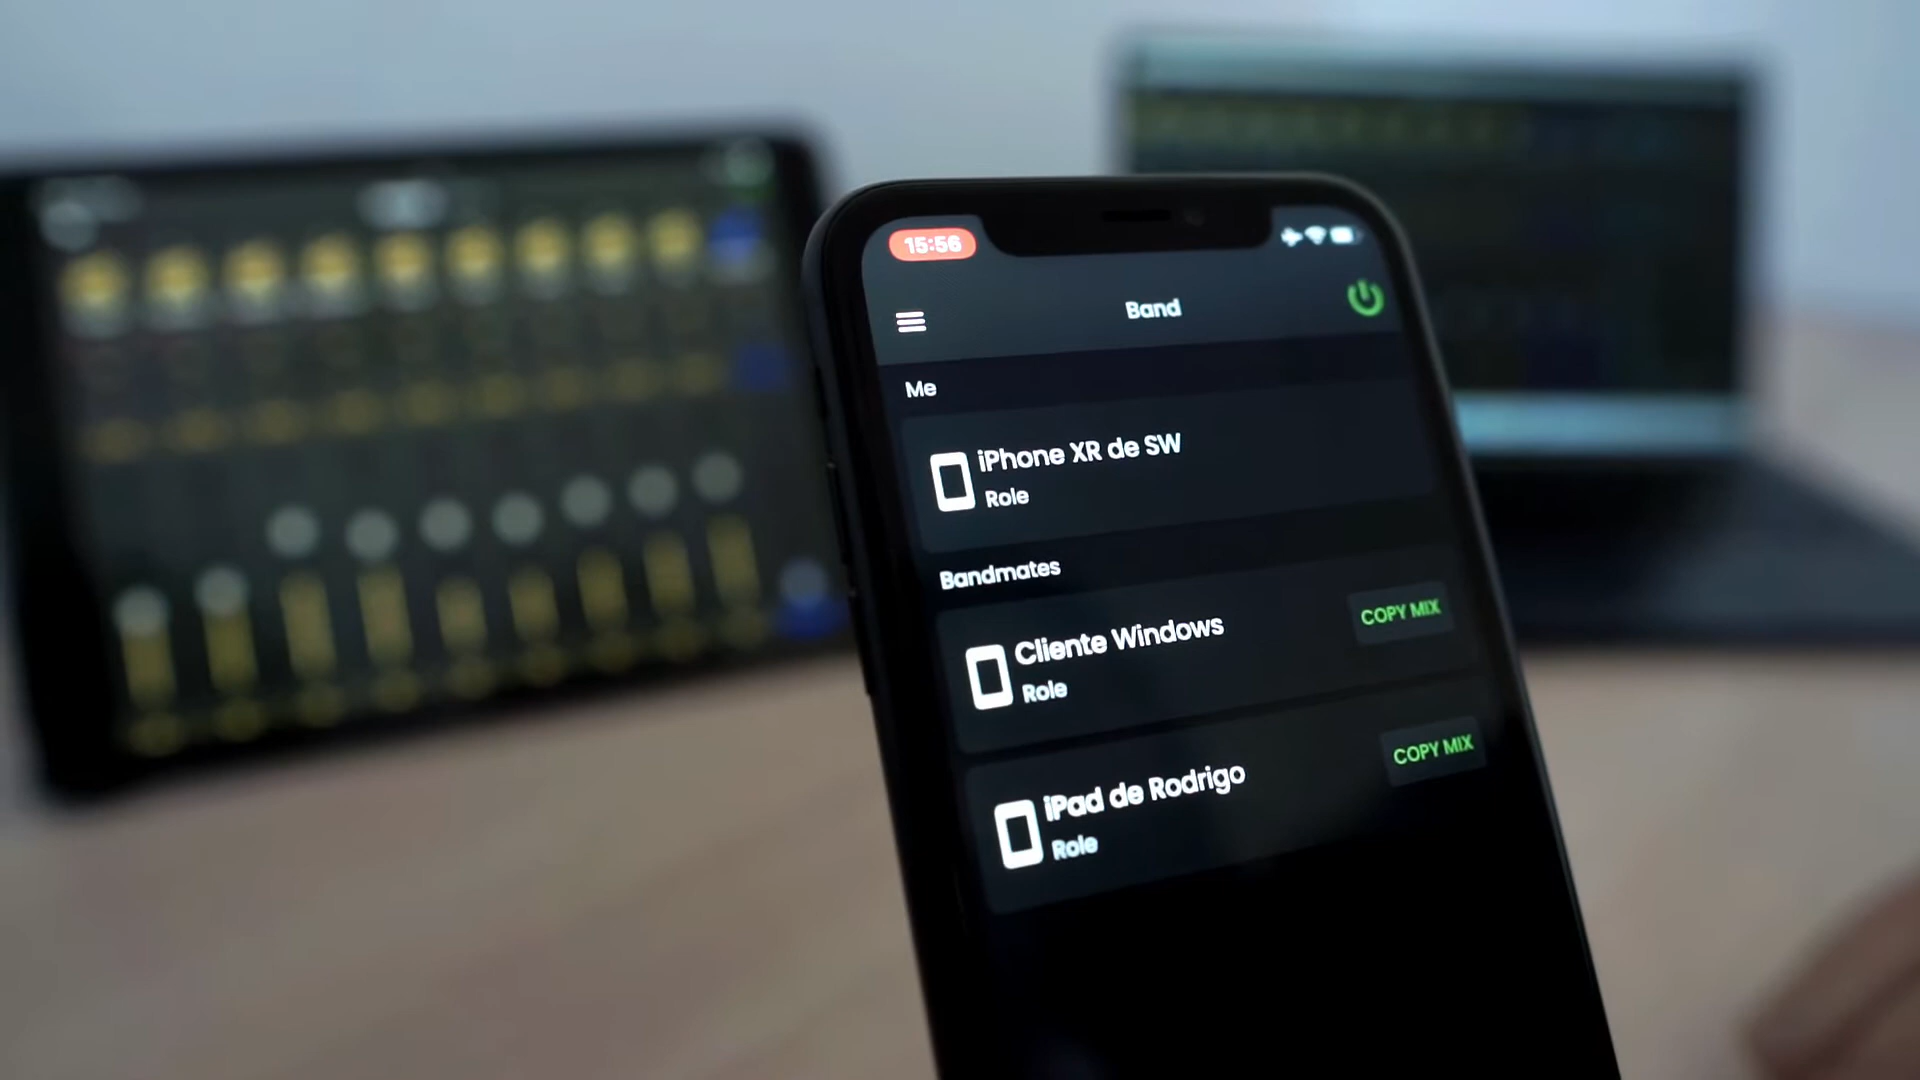 15:56
Band
Me
iPhone XR de SW
Role
Bandmates
Cliente Windows
Role
COPY MIX
iPad de Rodrigo
Role
COPY MIX